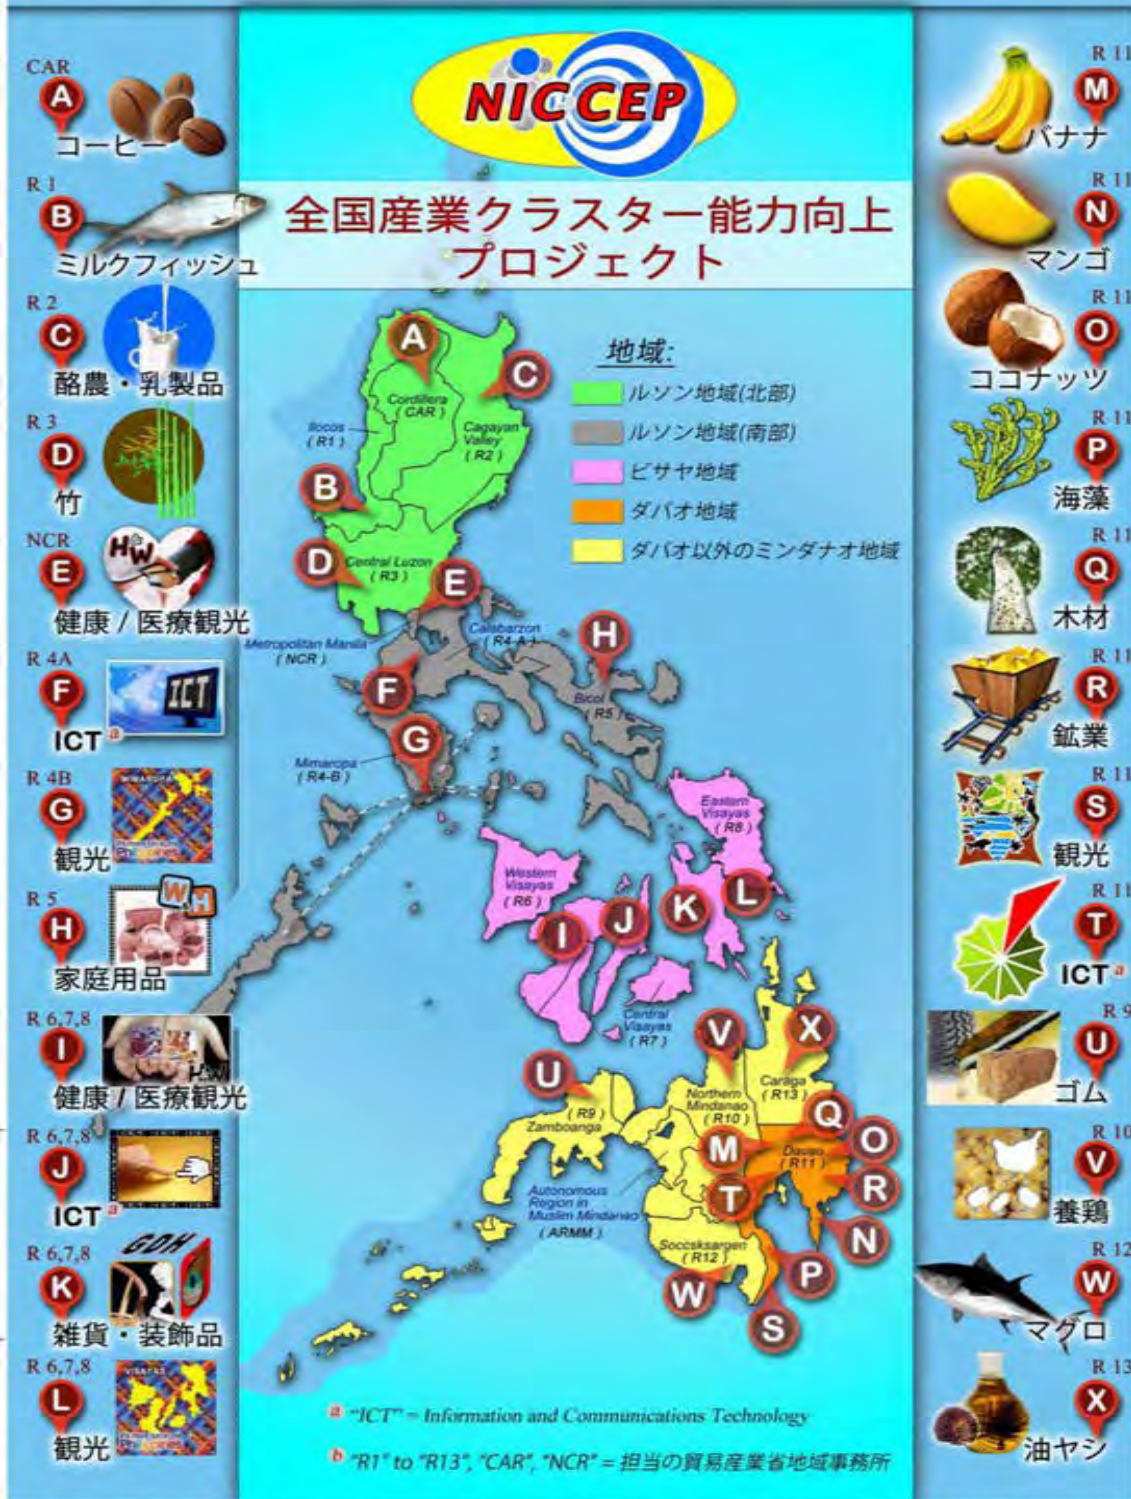 NICCEP
全国産業クラスター能力向上
プロジェクト
CAR
A
コーヒー
R 1
B
ミルクフィッシュ
R 2
C
酪農・乳製品
R 3
D
竹
NCR
E
H&W
健康 / 医療観光
R 4A
F
ICT
ICT a
R 4B
G
観光
Philippines
R 5
H
WH
家庭用品
R 6,7,8
I
H&W
健康 / 医療観光
R 6,7,8
J
ICT a
R 6,7,8
K
GDH
雑貨・装飾品
R 6,7,8
L
VISAYAS
観光
Philippines
地域:
ルソン地域(北部)
ルソン地域(南部)
ビサヤ地域
ダバオ地域
ダバオ以外のミンダナオ地域
A
C
Cordillera
( CAR )
Ilocos
( R1 )
Cagayan
Valley
( R2 )
B
D
Central Luzon
( R3 )
E
Metropolitan Manila
( NCR )
Calabarzon
( R4-A )
H
F
Bicol
( R5 )
G
Mimaropa
( R4-B )
Eastern
Visayas
( R8 )
Western
Visayas
( R6 )
I
J
K
L
Central
Visayas
( R7 )
V
X
U
( R9 )
Zamboanga
Northern
Mindanao
( R10 )
Caraga
( R13 )
Q
M
O
Davao
( R11 )
T
R
Autonomous
Region in
Muslim Mindanao
( ARMM )
N
Soccsksargen
( R12 )
P
W
S
R 11
M
バナナ
R 11
N
マンゴ
R 11
O
ココナッツ
R 11
P
海藻
R 11
Q
木材
R 11
R
鉱業
R 11
S
観光
R 11
T
ICT a
R 9
U
ゴム
R 10
V
養鶏
R 12
W
マグロ
R 13
X
油ヤシ
a "ICT" = Information and Communications Technology
b "R1" to "R13", "CAR", "NCR" = 担当の貿易産業省地域事務所